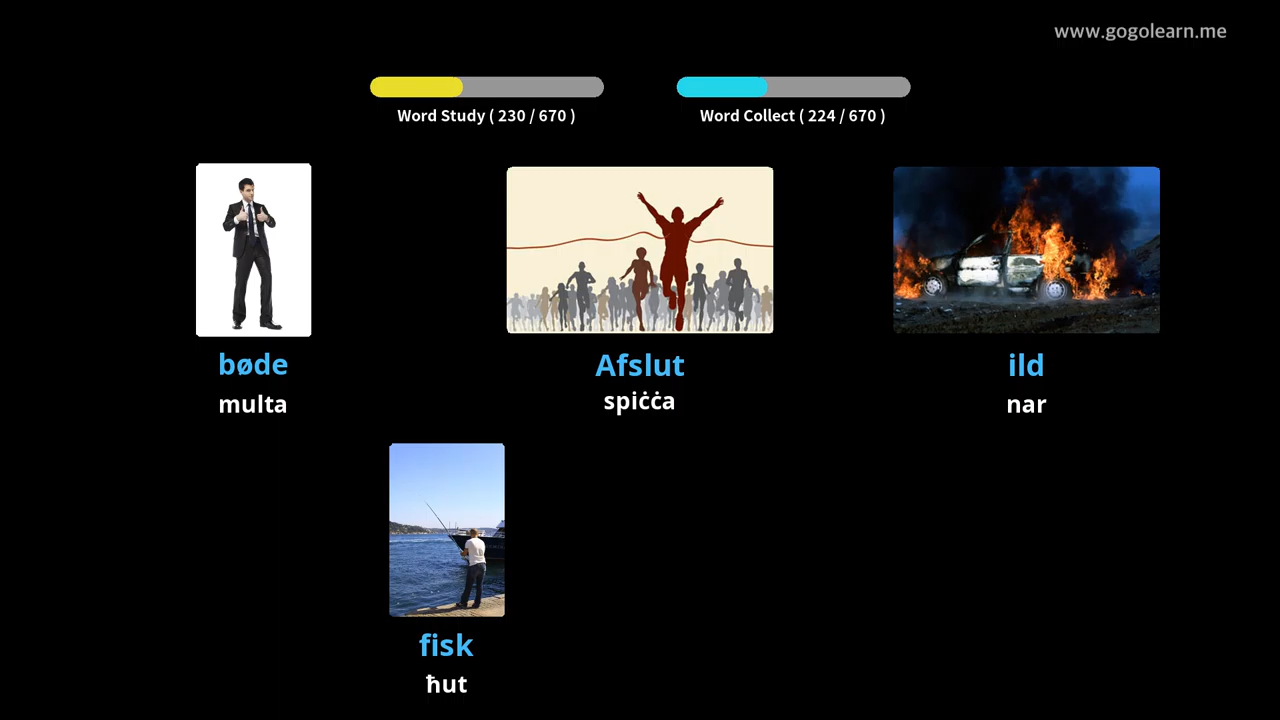 www.gogolearn.me
Word Study ( 230 / 670 )
Word Collect ( 224 / 670 )
bøde
multa
Afslut
spiċċa
ild
nar
fisk
ħut